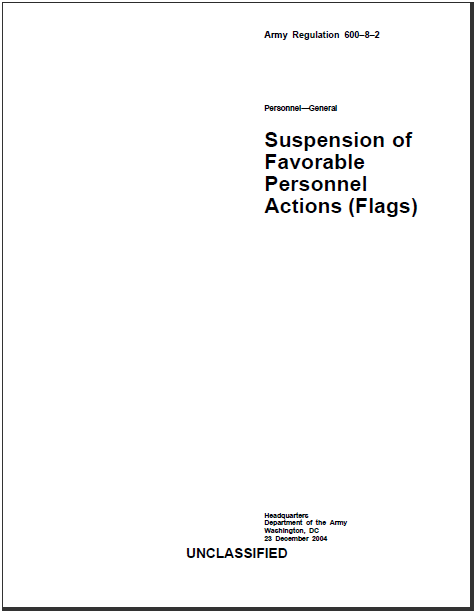 Army Regulation 600–8–2
Personnel—General
Suspension of
Favorable
Personnel
Actions (Flags)
Headquarters
Department of the Army
Washington, DC
23 December 2004
UNCLASSIFIED